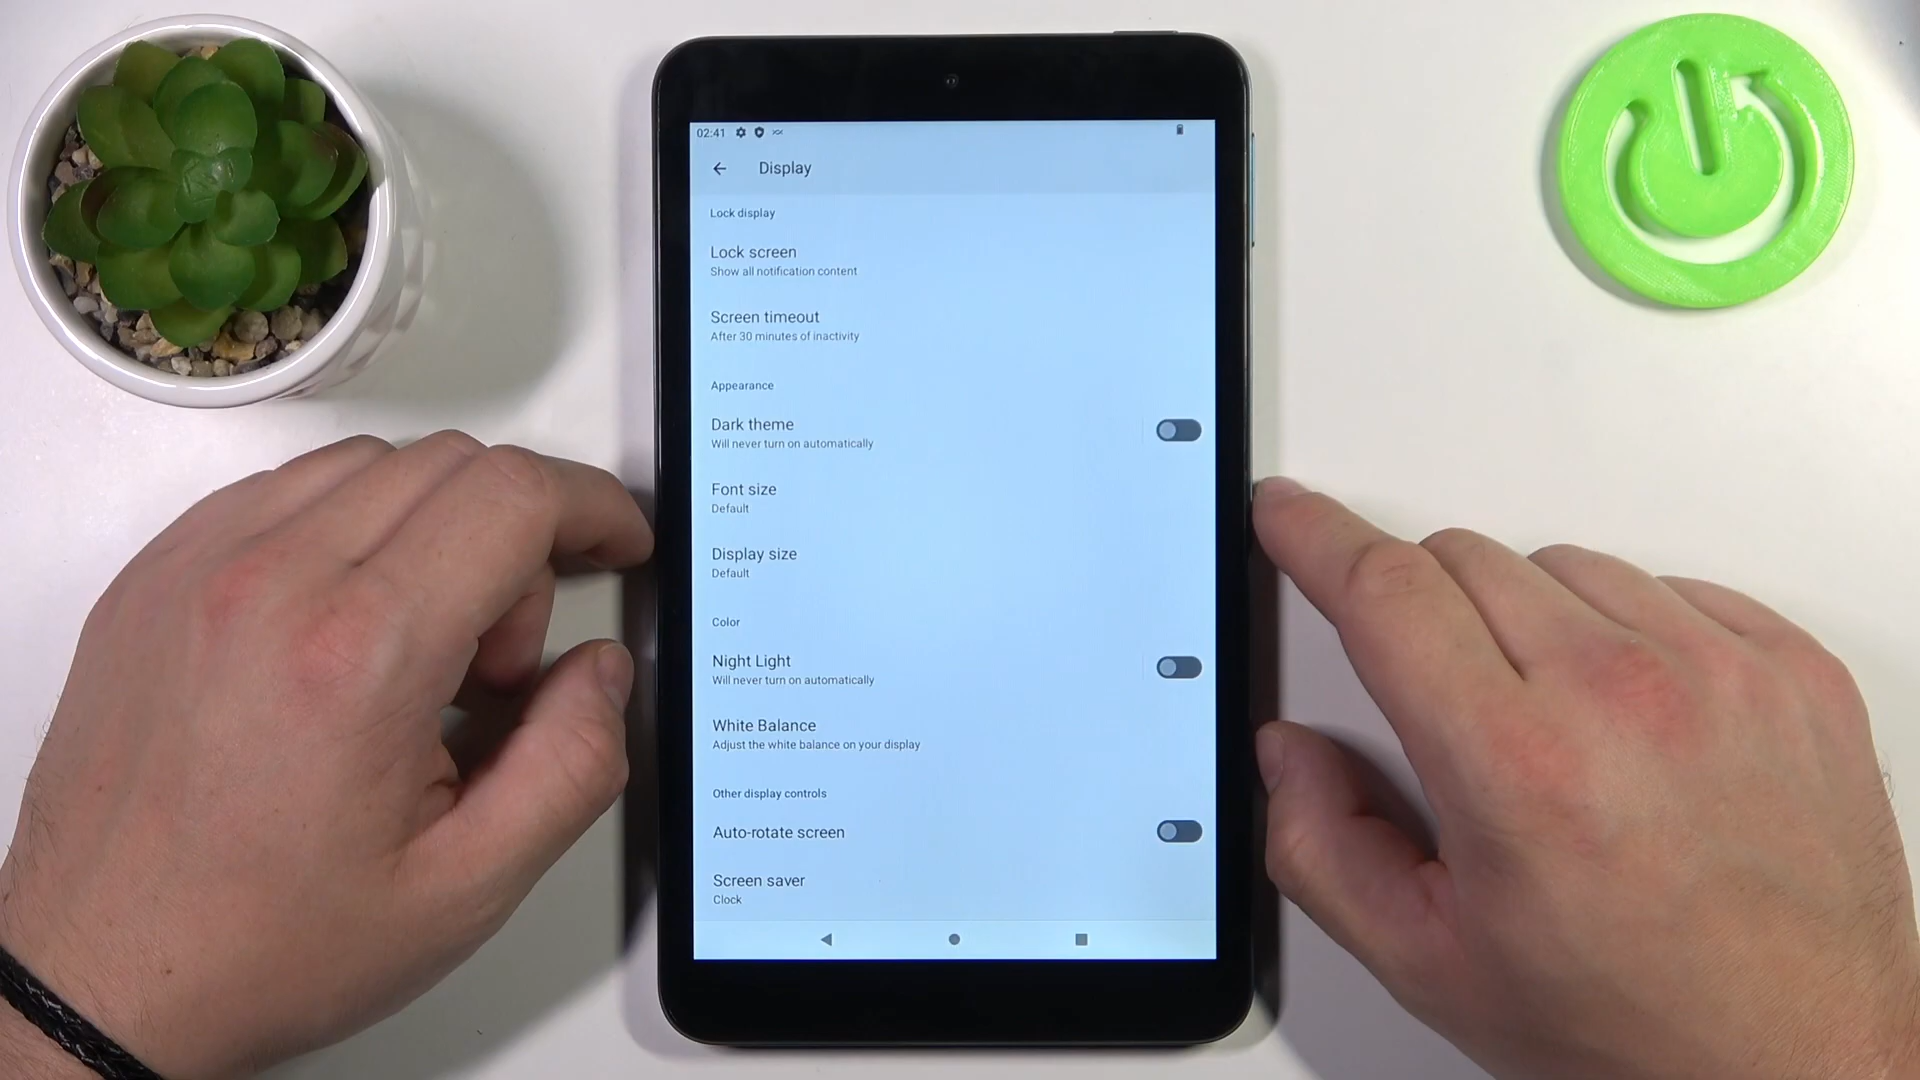 02:41
Display
Lock display
Lock screen
Show all notification content
Screen timeout
After 30 minutes of inactivity
Appearance
Dark theme
Will never turn on automatically
Font size
Default
Display size
Default
Color
Night Light
Will never turn on automatically
White Balance
Adjust the white balance on your display
Other display controls
Auto-rotate screen
Screen saver
Clock